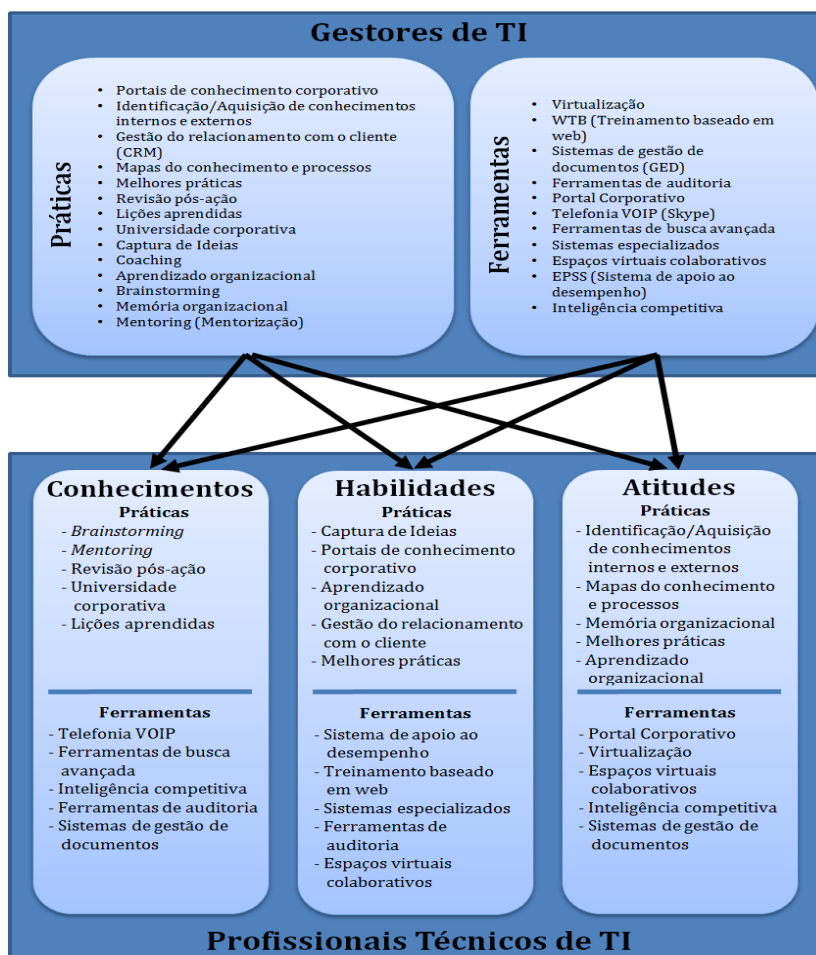 Gestores de TI
Práticas
• Portais de conhecimento corporativo
• Identificação/Aquisição de conhecimentos
internos e externos
• Gestão do relacionamento com o cliente
(CRM)
• Mapas do conhecimento e processos
• Melhores práticas
• Revisão pós-ação
• Lições aprendidas
• Universidade corporativa
• Captura de Ideias
• Coaching
• Aprendizado organizacional
• Brainstorming
• Memória organizacional
• Mentoring (Mentorização)
Ferramentas
• Virtualização
• WTB (Treinamento baseado em
web)
• Sistemas de gestão de
documentos (GED)
• Ferramentas de auditoria
• Portal Corporativo
• Telefonia VOIP (Skype)
• Ferramentas de busca avançada
• Sistemas especializados
• Espaços virtuais colaborativos
• EPSS (Sistema de apoio ao
desempenho)
• Inteligência competitiva
Conhecimentos
Práticas
- Brainstorming
- Mentoring
- Revisão pós-ação
- Universidade
corporativa
- Lições aprendidas
Ferramentas
- Telefonia VOIP
- Ferramentas de busca
avançada
- Inteligência competitiva
- Ferramentas de auditoria
- Sistemas de gestão de
documentos
Habilidades
Práticas
- Captura de Ideias
- Portais de conhecimento
corporativo
- Aprendizado
organizacional
- Gestão do relacionamento
com o cliente
- Melhores práticas
Ferramentas
- Sistema de apoio ao
desempenho
- Treinamento baseado
em web
- Sistemas especializados
- Ferramentas de
auditoria
- Espaços virtuais
colaborativos
Atitudes
Práticas
- Identificação/Aquisição
de conhecimentos
internos e externos
- Mapas do conhecimento
e processos
- Memória organizacional
- Melhores práticas
- Aprendizado
organizacional
Ferramentas
- Portal Corporativo
- Virtualização
- Espaços virtuais
colaborativos
- Inteligência competitiva
- Sistemas de gestão de
documentos
Profissionais Técnicos de TI